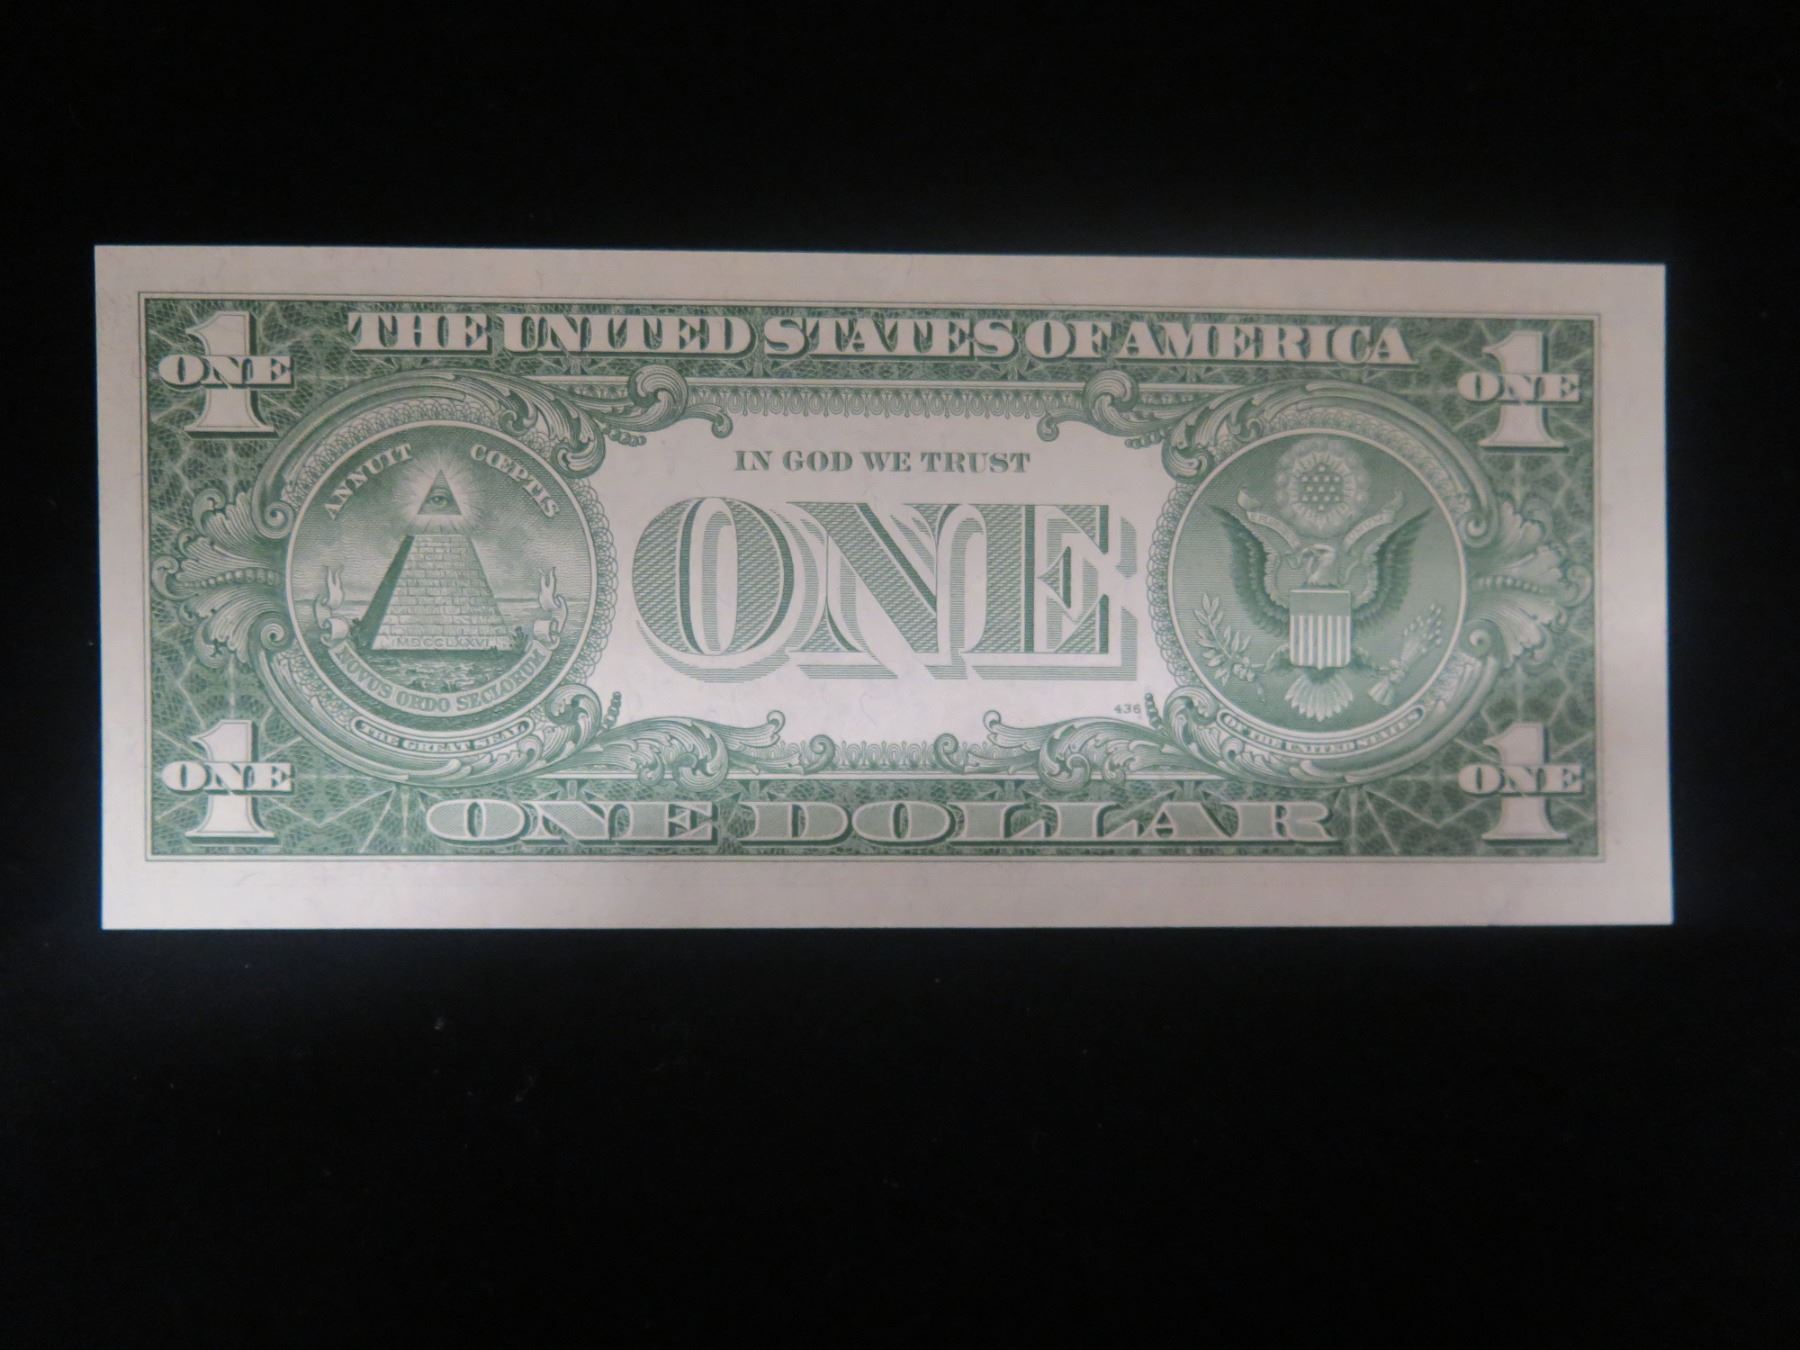 THE UNITED STATES OF AMERICA
1
ONE
1
ONE
ANNUIT CŒPTIS
IN GOD WE TRUST
ONE
MDCCLXXVI
NOVUS ORDO SECLORUM
THE GREAT SEAL
436
OF THE UNITED STATES
1
ONE
1
ONE
ONE DOLLAR